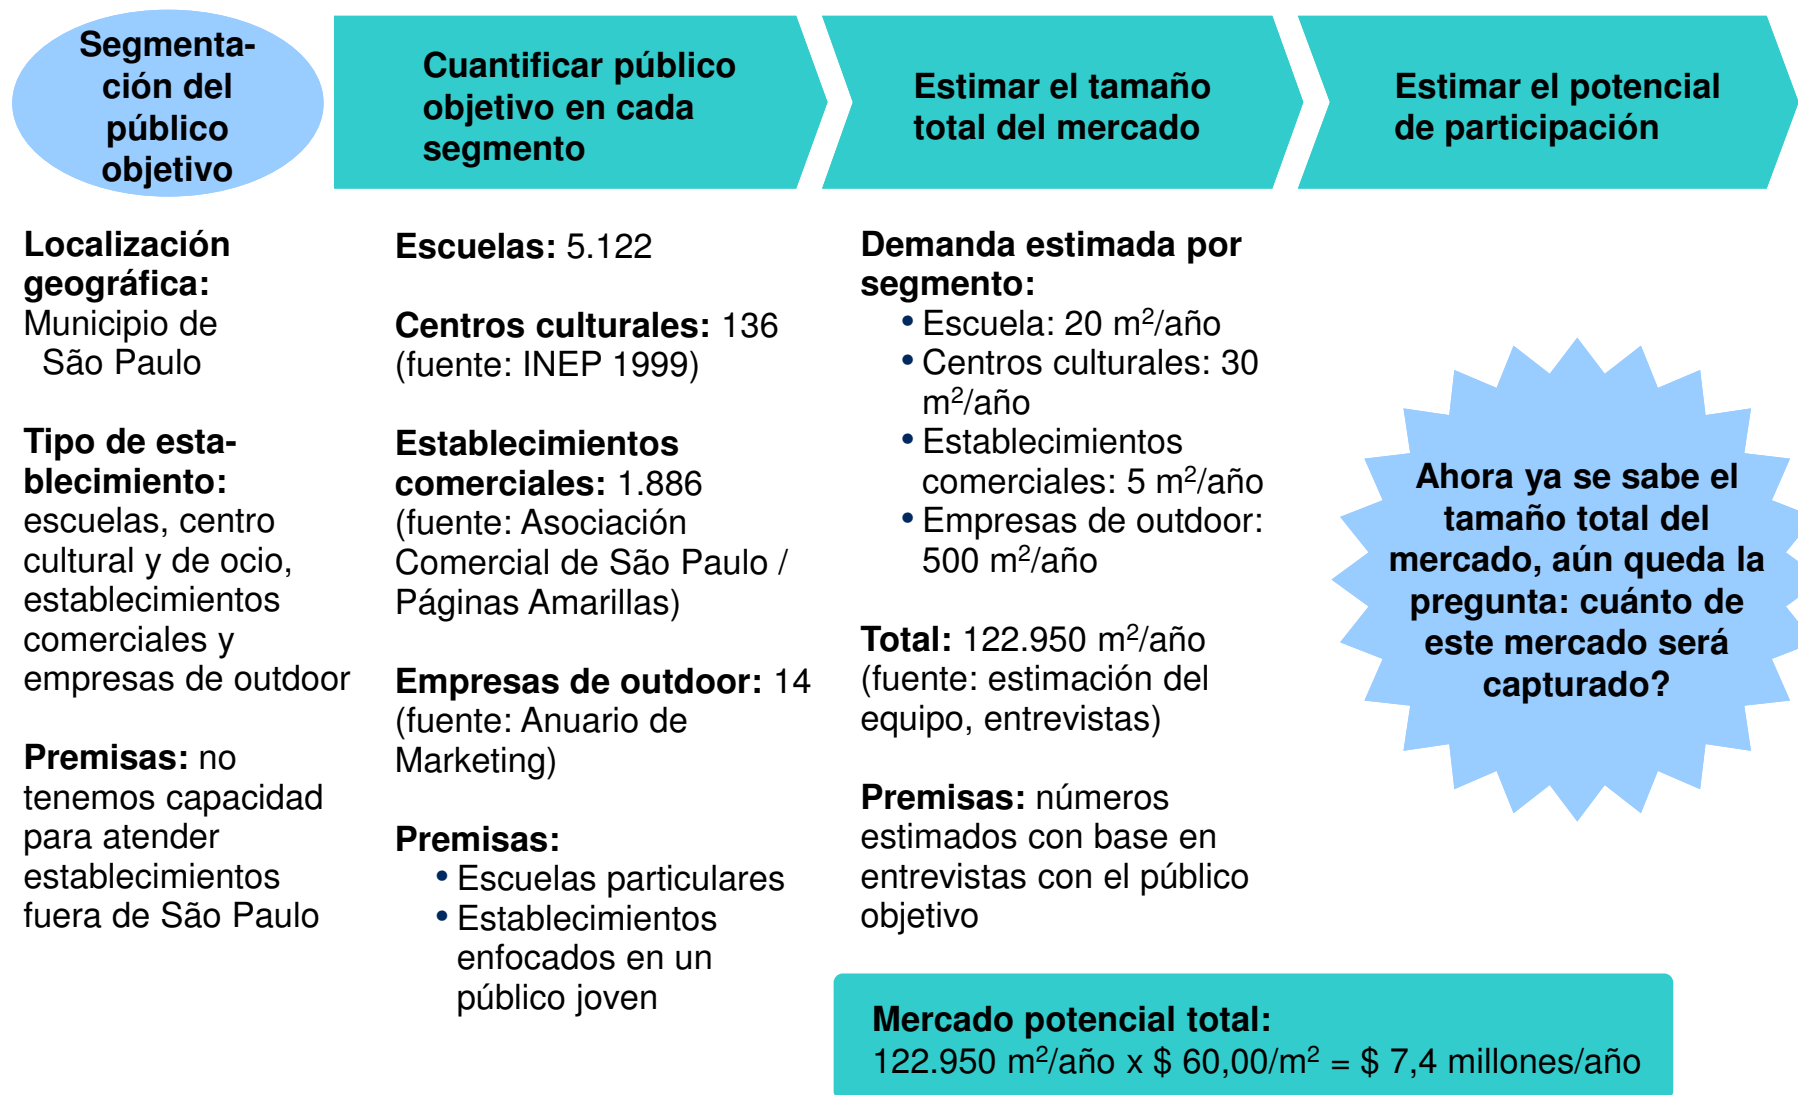 Segmenta-
ción del
público
objetivo
Cuantificar público
objetivo en cada
segmento
Estimar el tamaño
total del mercado
Estimar el potencial
de participación
Localización
geográfica:
Municipio de
São Paulo
Tipo de esta-
blecimiento:
escuelas, centro
cultural y de ocio,
establecimientos
comerciales y
empresas de outdoor
Premisas: no
tenemos capacidad
para atender
establecimientos
fuera de São Paulo
Escuelas: 5.122
Centros culturales: 136
(fuente: INEP 1999)
Establecimientos
comerciales: 1.886
(fuente: Asociación
Comercial de São Paulo /
Páginas Amarillas)
Empresas de outdoor: 14
(fuente: Anuario de
Marketing)
Premisas:
• Escuelas particulares
• Establecimientos
enfocados en un
público joven
Demanda estimada por
segmento:
• Escuela: 20 m²/año
• Centros culturales: 30
m²/año
• Establecimientos
comerciales: 5 m²/año
• Empresas de outdoor:
500 m²/año
Total: 122.950 m²/año
(fuente: estimación del
equipo, entrevistas)
Premisas: números
estimados con base en
entrevistas con el público
objetivo
Ahora ya se sabe el
tamaño total del
mercado, aún queda la
pregunta: cuánto de
este mercado será
capturado?
Mercado potencial total:
122.950 m²/año x $ 60,00/m² = $ 7,4 millones/año